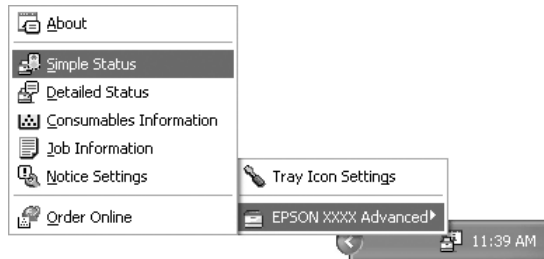 About
Simple Status
Detailed Status
Consumables Information
Job Information
Notice Settings
Order Online
Tray Icon Settings
EPSON XXXX Advanced
11:39 AM